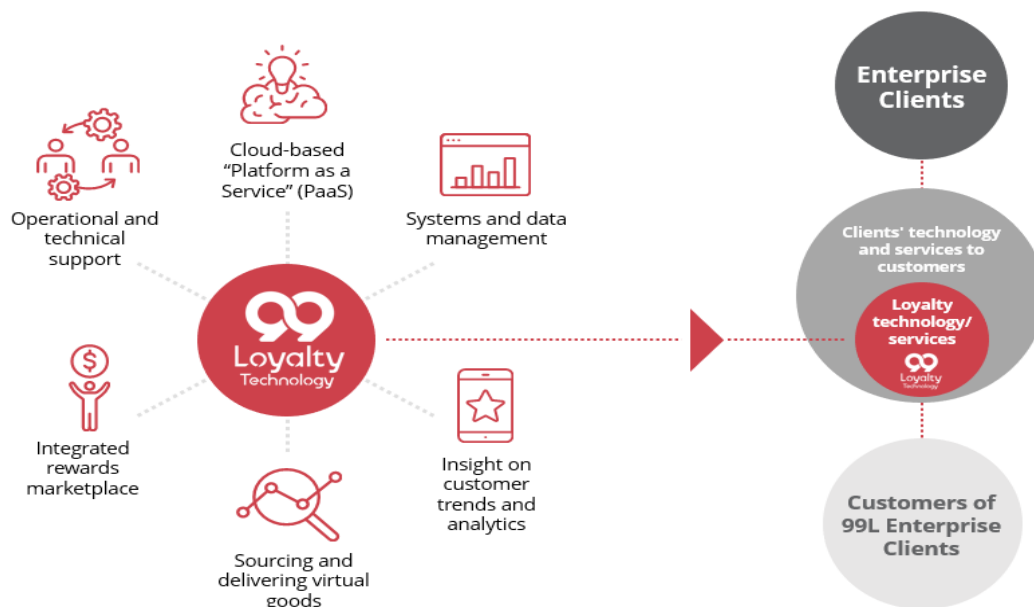 Cloud-based
“Platform as a
Service” (PaaS)
Operational and
technical
support
Systems and data
management
99
Loyalty
Technology
$
Integrated
rewards
marketplace
Insight on
customer
trends and
analytics
Sourcing and
delivering virtual
goods
Enterprise
Clients
Clients' technology
and services to
customers
Loyalty
technology/
services
99
Loyalty
Technology
Customers of
99L Enterprise
Clients